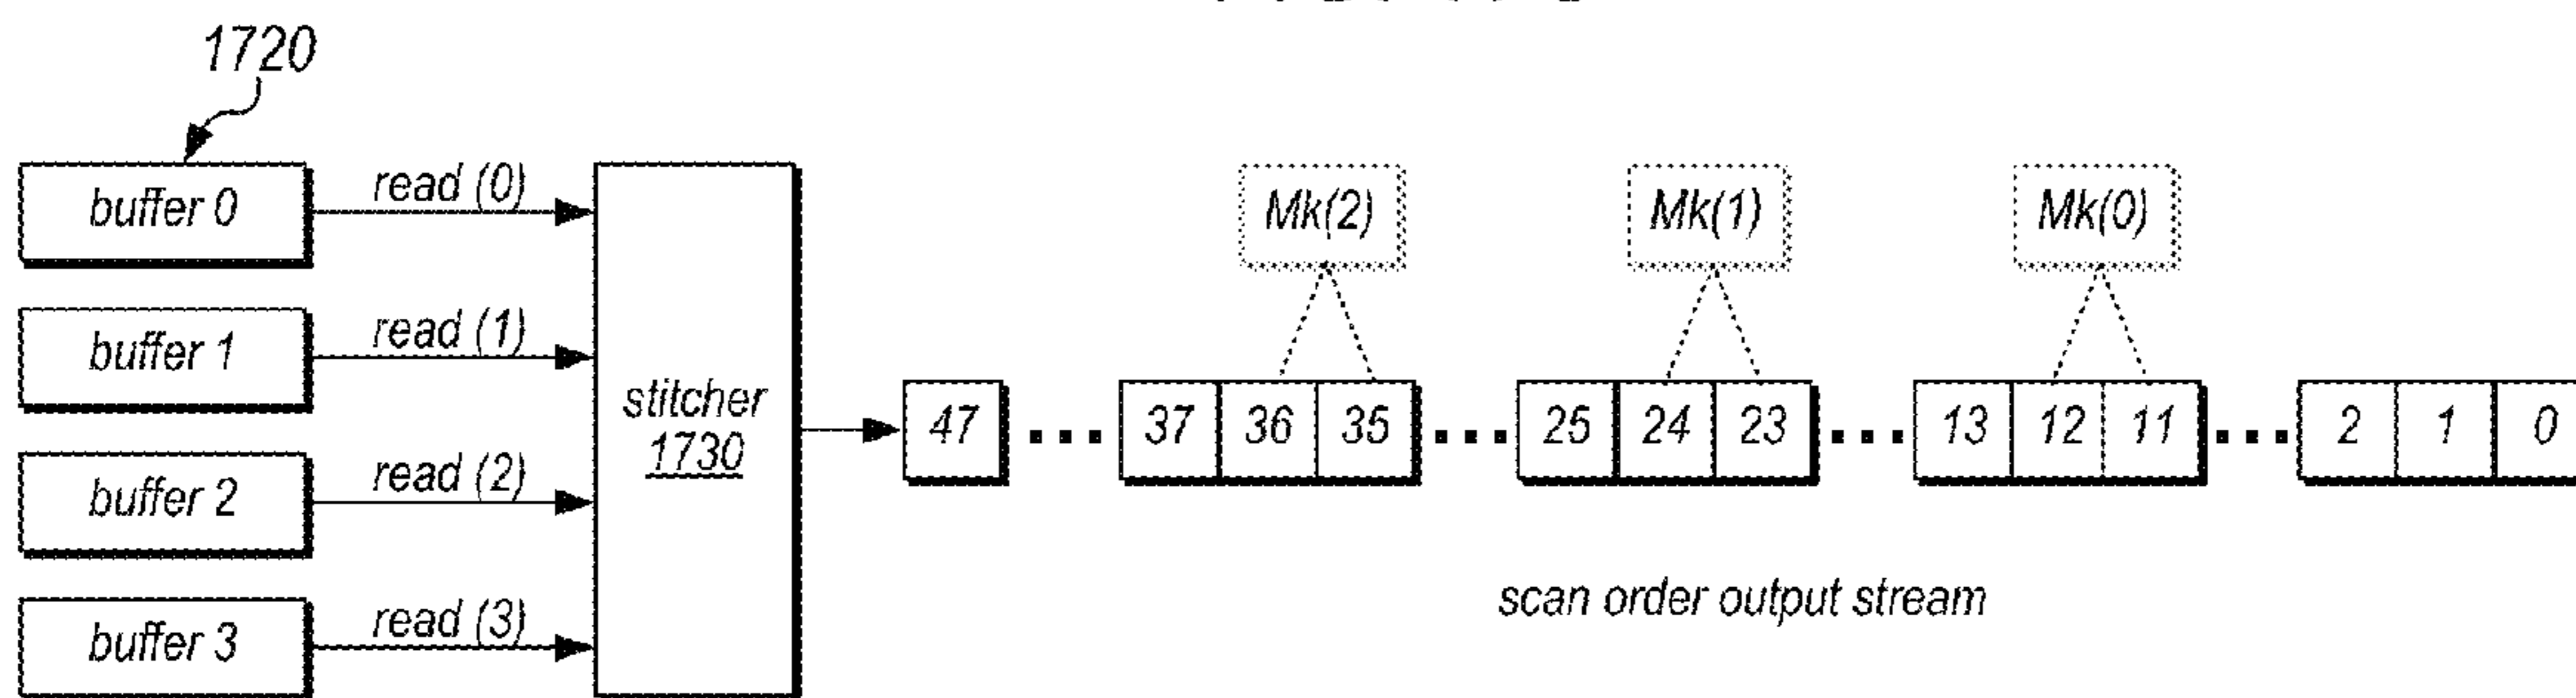 1720
buffer 0
read (0)
Mk(2)
Mk(1)
Mk(0)
buffer 1
read (1)
stitcher
1730
47 ... 37 36 35 ... 25 24 23 ... 13 12 11 ... 2 1 0
buffer 2
read (2)
scan order output stream
buffer 3
read (3)